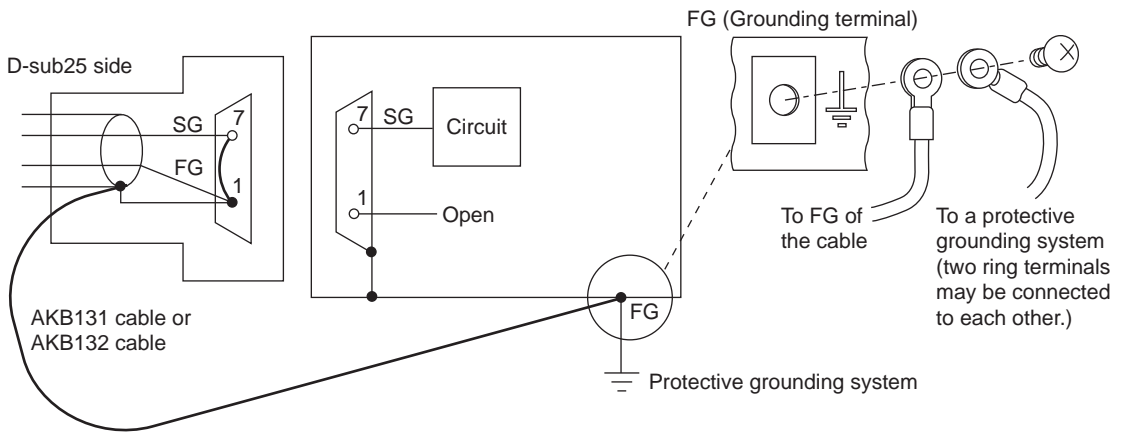 FG (Grounding terminal)
D-sub25 side
SG
7
FG
1
7
SG
Circuit
1
Open
To FG of
the cable
To a protective
grounding system
(two ring terminals
may be connected
to each other.)
AKB131 cable or
AKB132 cable
FG
Protective grounding system